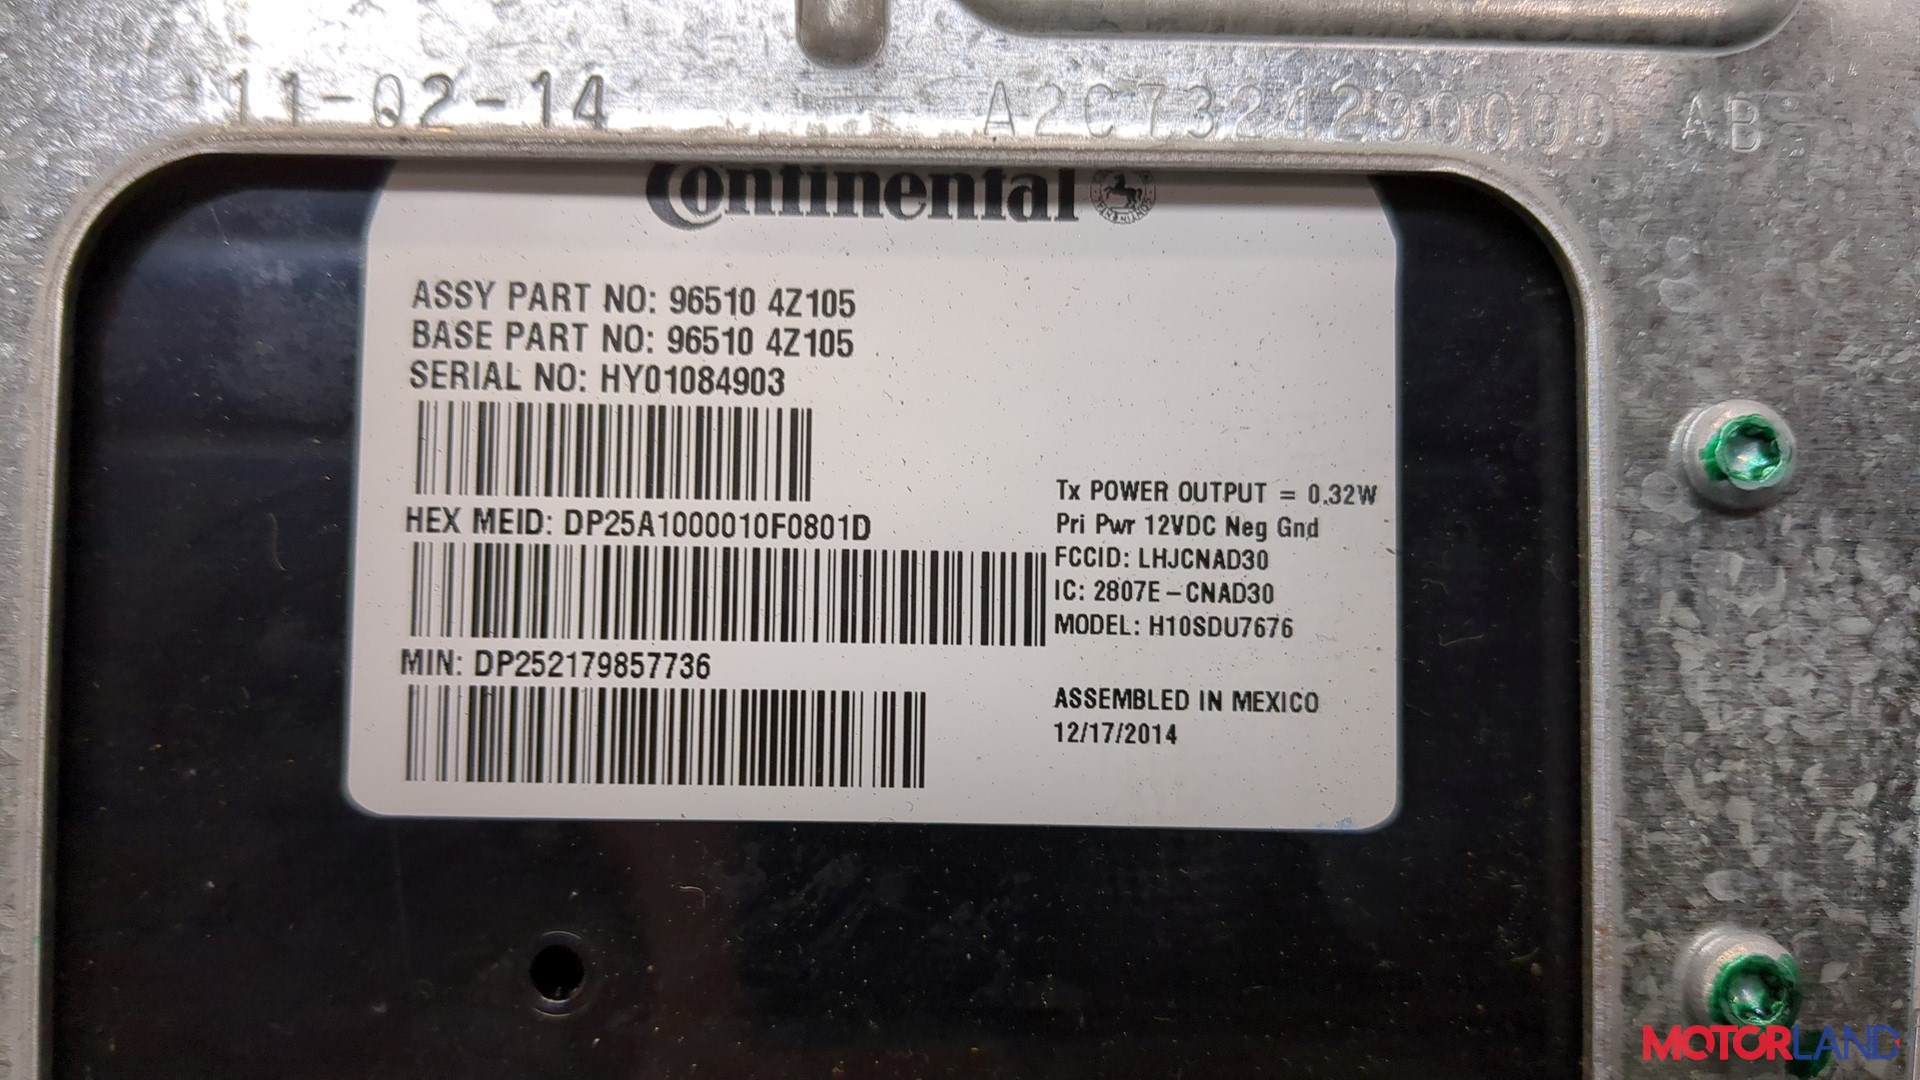 11-02-14
A2C7324290000 AB
Continental
ASSY PART NO: 96510 4Z105
BASE PART NO: 96510 4Z105
SERIAL NO: HY01084903
HEX MEID: DP25A1000010F0801D
MIN: DP252179857736
Tx POWER OUTPUT = 0.32W
Pri Pwr 12VDC Neg Gnd
FCCID: LHJCNAD30
IC: 2807E-CNAD30
MODEL: H10SDU7676
ASSEMBLED IN MEXICO
12/17/2014
MOTORLAND